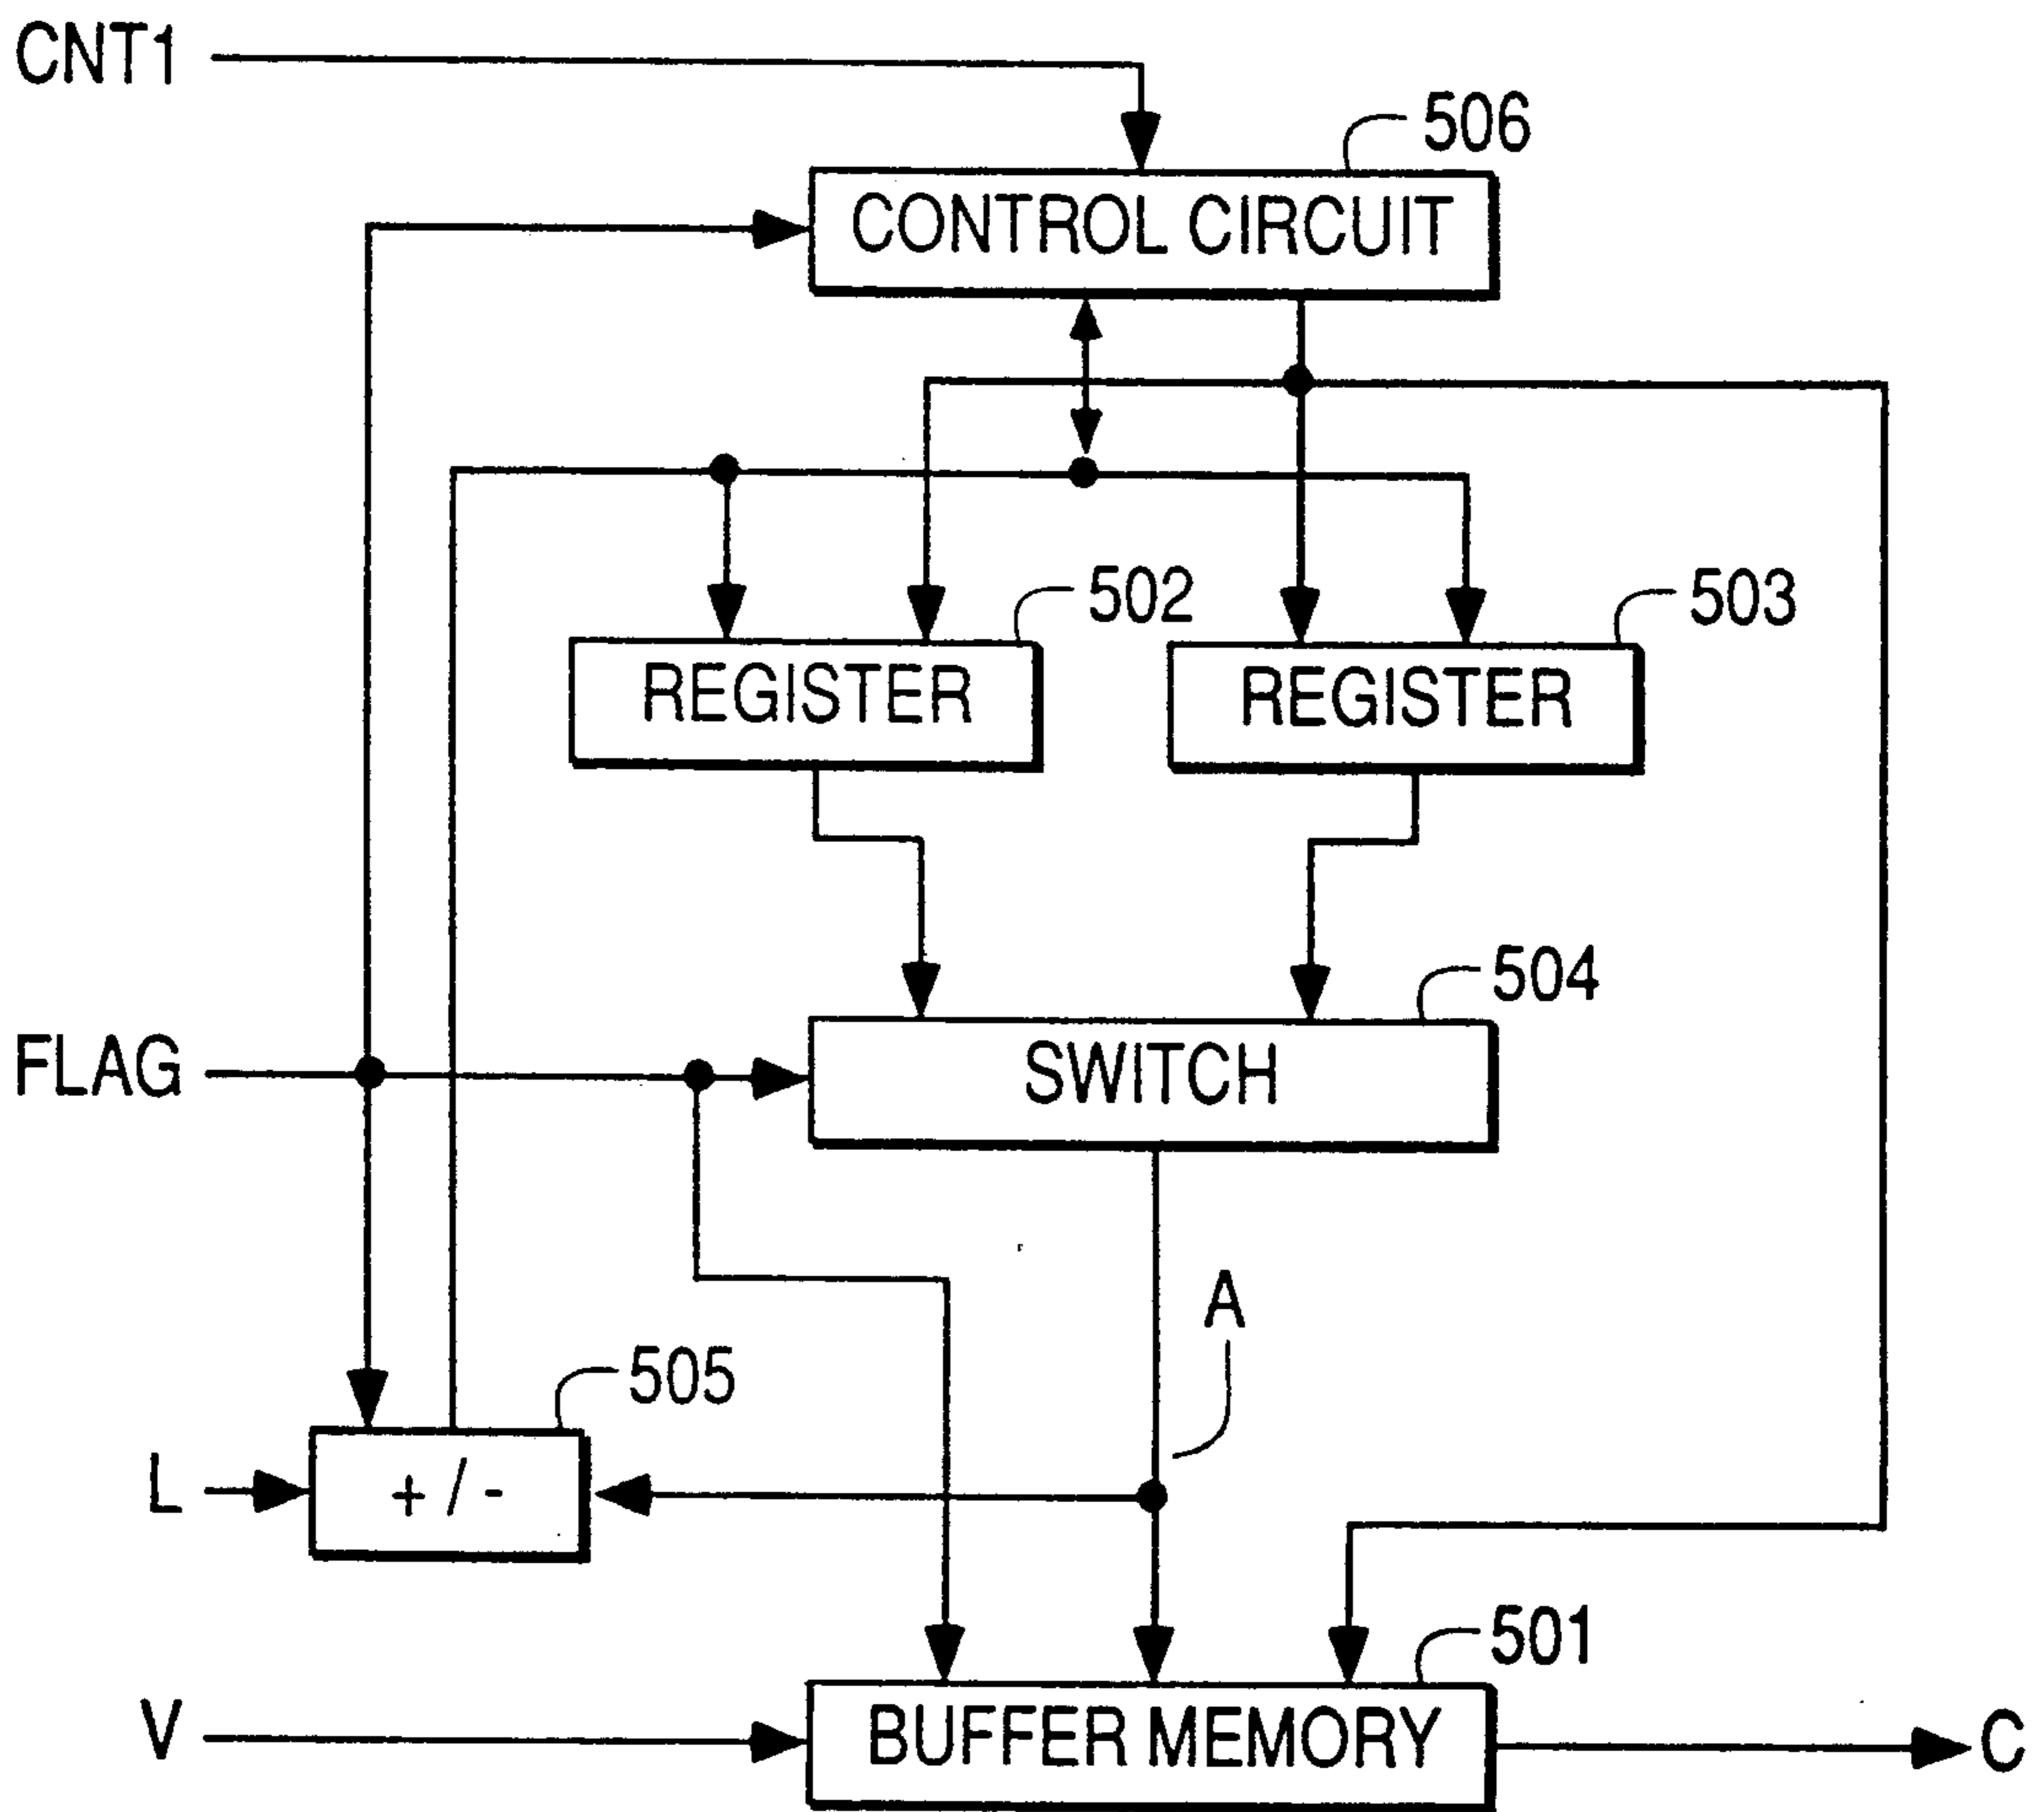 CNT1
506
CONTROL CIRCUIT
502
503
REGISTER
REGISTER
504
FLAG
SWITCH
A
505
L
+ / -
501
V
BUFFER MEMORY
C